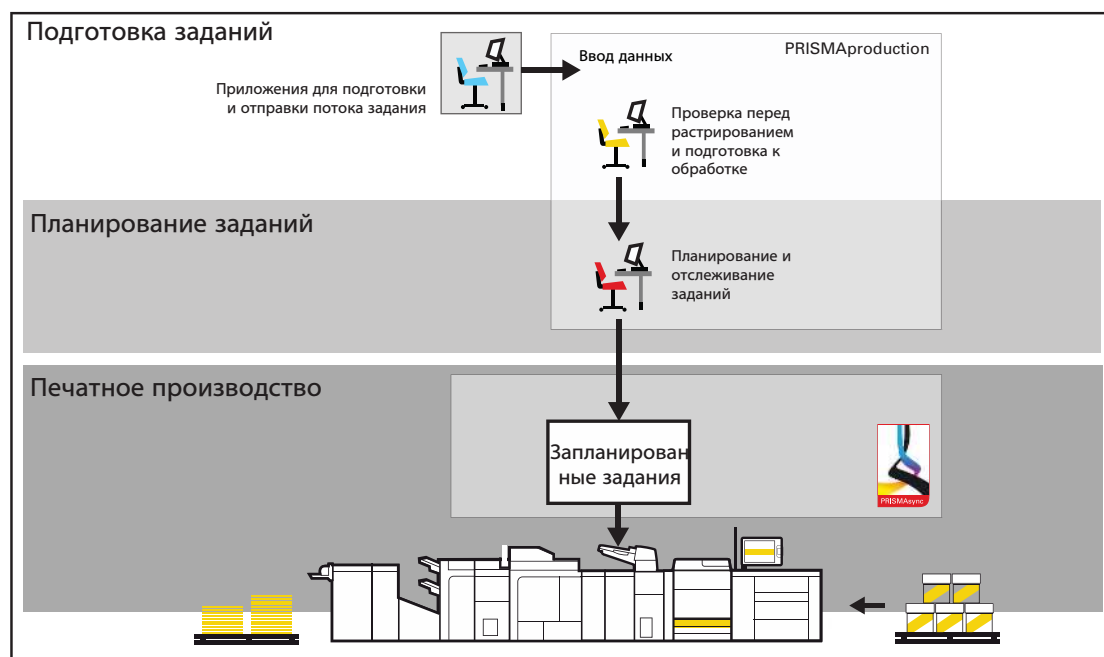 Подготовка заданий
PRISMAproduction
Ввод данных
Приложения для подготовки
и отправки потока задания
Проверка перед
растрированием
и подготовка к
обработке
Планирование заданий
Планирование и
отслеживание
заданий
Печатное производство
Запланирован
ные задания
PRISMAsync